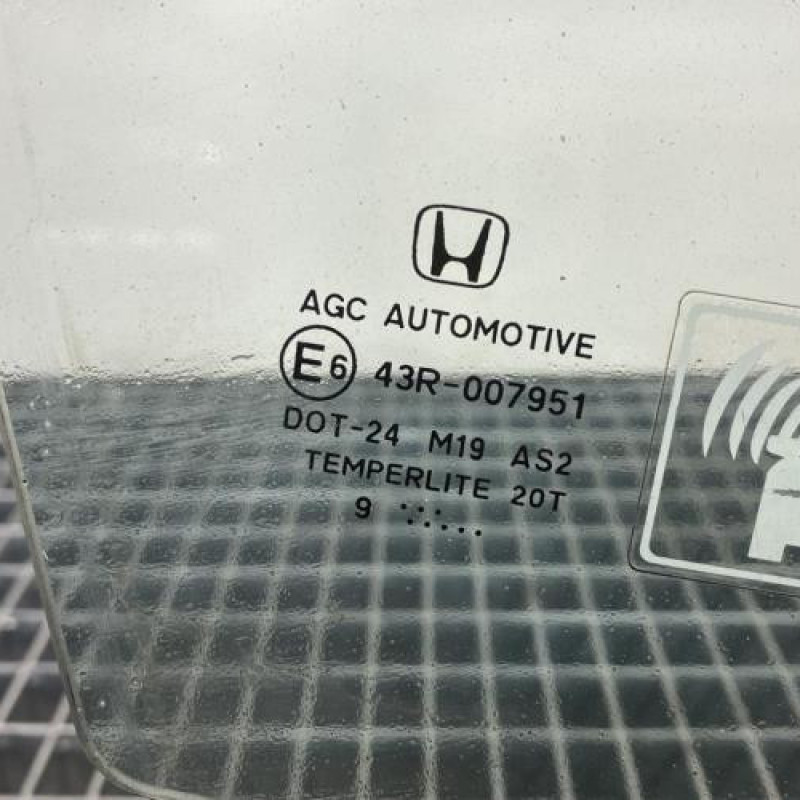 AGC AUTOMOTIVE
E6 43R-007951
DOT-24 M19 AS2
TEMPERLITE 20T
9